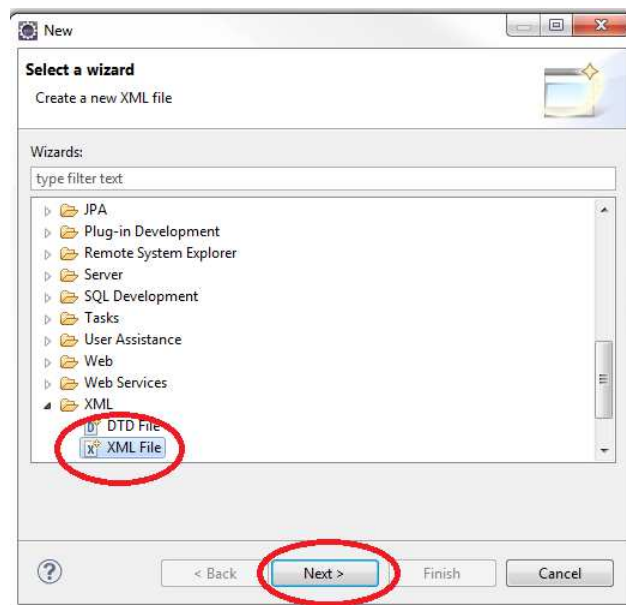 New
Select a wizard
Create a new XML file
Wizards:
type filter text
JPA
Plug-in Development
Remote System Explorer
Server
SQL Development
Tasks
User Assistance
Web
Web Services
XML
DTD File
XML File
? < Back Next > Finish Cancel